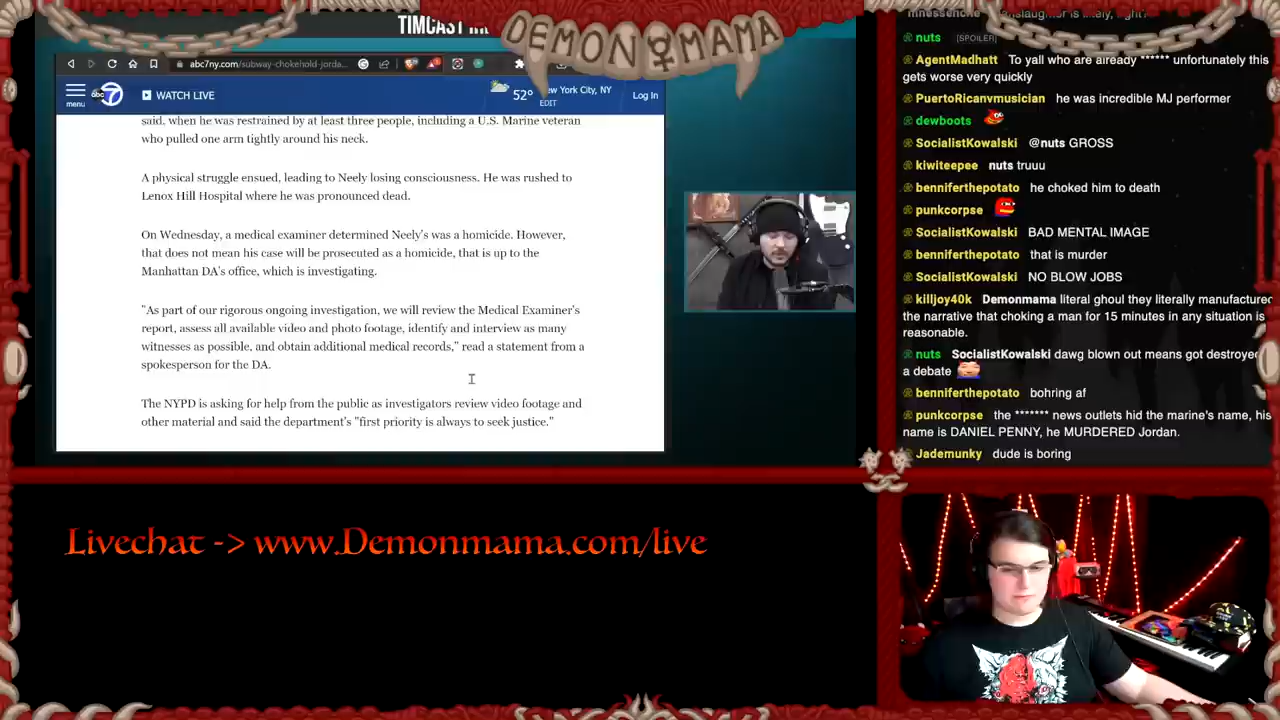 TIMCAST
DEMON MAMA
abc7ny.com/subway-chokehold-jorda...
menu
abc 7
WATCH LIVE
52°
ew York City, NY
EDIT
Log In
said, when he was restrained by at least three people, including a U.S. Marine veteran
who pulled one arm tightly around his neck.
A physical struggle ensued, leading to Neely losing consciousness. He was rushed to
Lenox Hill Hospital where he was pronounced dead.
On Wednesday, a medical examiner determined Neely's was a homicide. However,
that does not mean his case will be prosecuted as a homicide, that is up to the
Manhattan DA's office, which is investigating.
"As part of our rigorous ongoing investigation, we will review the Medical Examiner's
report, assess all available video and photo footage, identify and interview as many
witnesses as possible, and obtain additional medical records," read a statement from a
spokesperson for the DA.
The NYPD is asking for help from the public as investigators review video footage and
other material and said the department's "first priority is always to seek justice."
Livechat -> www.Demonmama.com/live
nuts [SPOILER]
AgentMadhatt To yall who are already ****** unfortunately this
gets worse very quickly
PuertoRicanvmusician he was incredible MJ performer
dewboots
SocialistKowalski @nuts GROSS
kiwiteepee nuts truuu
benniferthepotato he choked him to death
punkcorpse
SocialistKowalski BAD MENTAL IMAGE
benniferthepotato that is murder
SocialistKowalski NO BLOW JOBS
killjoy40k Demonmama literal ghoul they literally manufactured
the narrative that choking a man for 15 minutes in any situation is
reasonable.
nuts SocialistKowalski dawg blown out means got destroyed
a debate
benniferthepotato bohring af
punkcorpse the ******* news outlets hid the marine's name, his
name is DANIEL PENNY, he MURDERED Jordan.
Jademunky dude is boring